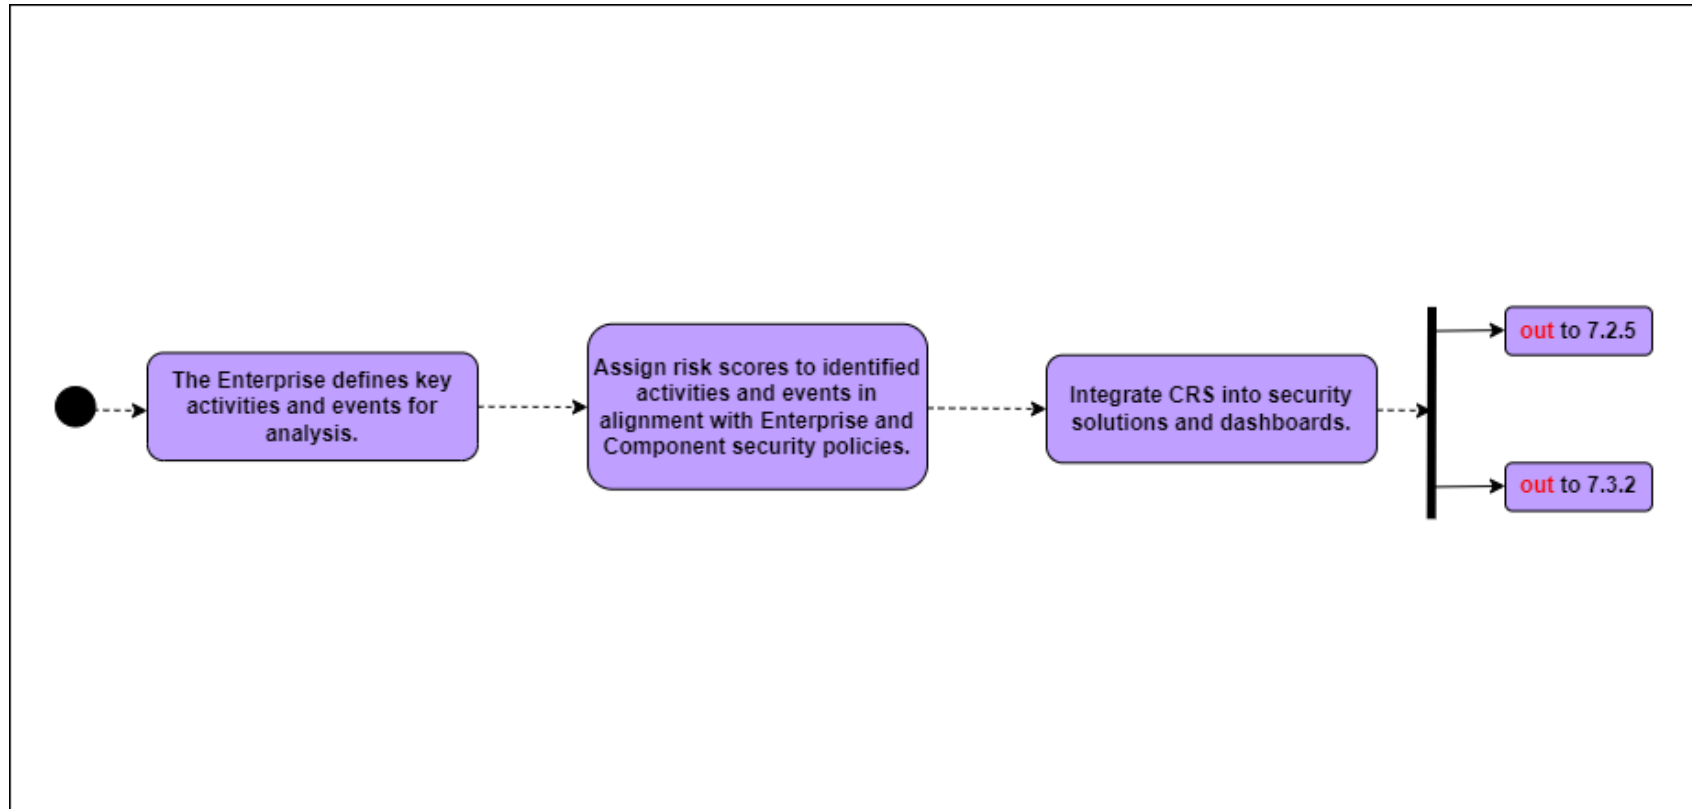 The Enterprise defines key
activities and events for
analysis.
Assign risk scores to identified
activities and events in
alignment with Enterprise and
Component security policies.
Integrate CRS into security
solutions and dashboards.
out to 7.2.5
out to 7.3.2